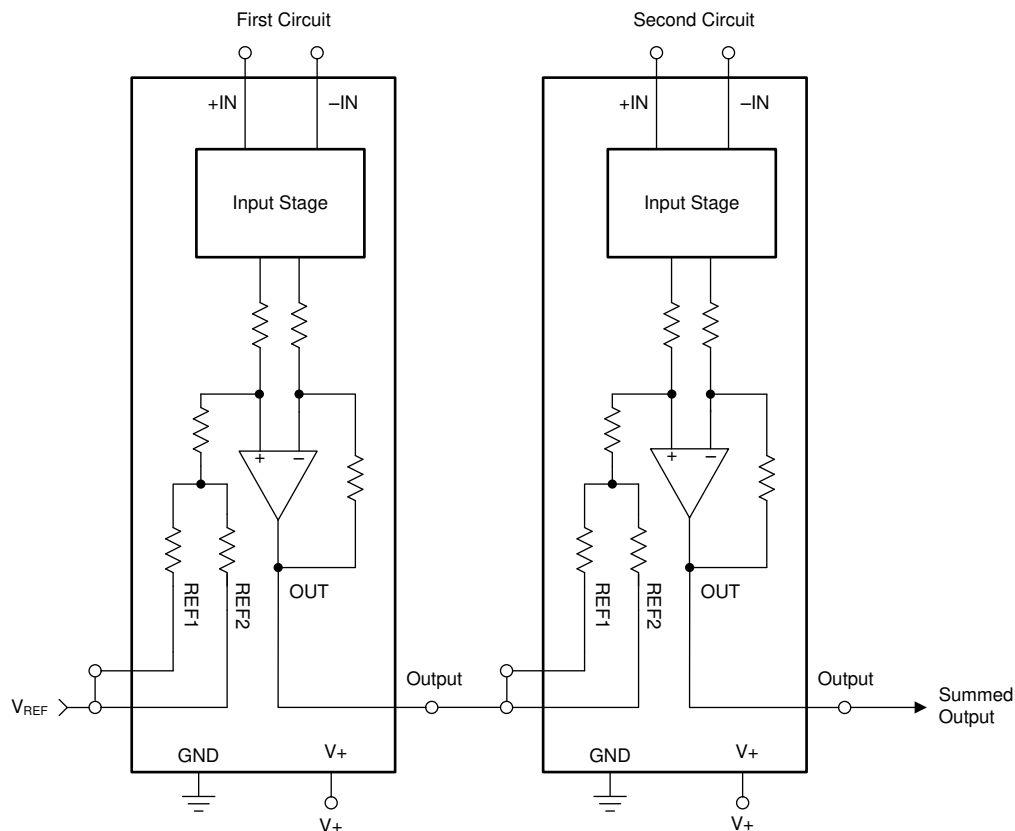 First Circuit
Second Circuit
+IN
–IN
+IN
–IN
Input Stage
Input Stage
+
–
+
–
REF1
REF2
OUT
REF1
REF2
OUT
Output
Output
VREF
Summed
Output
GND
V+
GND
V+
V+
V+